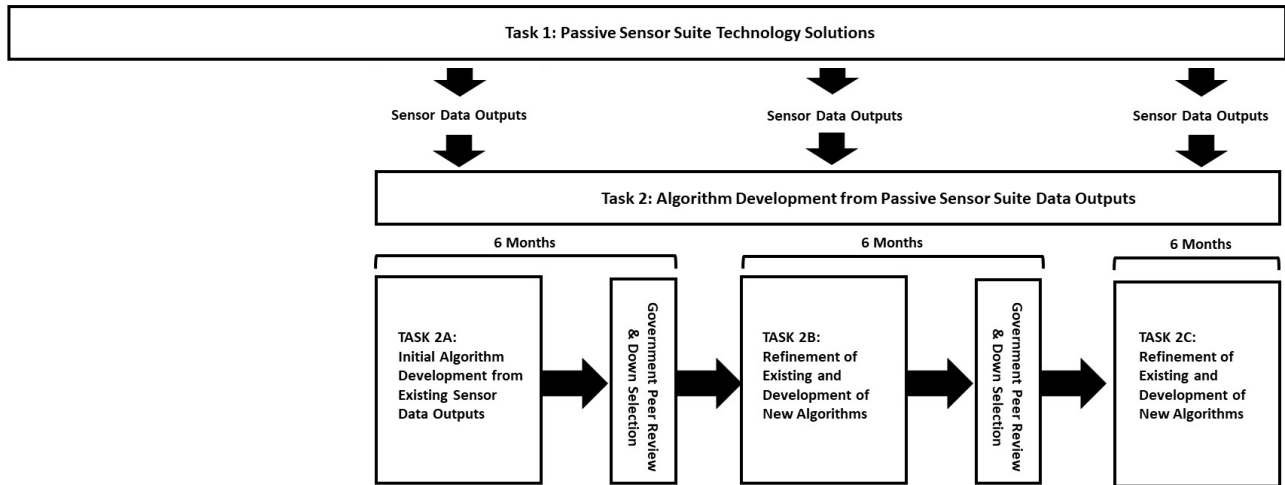 Task 1: Passive Sensor Suite Technology Solutions
Sensor Data Outputs
Sensor Data Outputs
Sensor Data Outputs
Task 2: Algorithm Development from Passive Sensor Suite Data Outputs
6 Months
6 Months
6 Months
TASK 2A:
Initial Algorithm
Development from
Existing Sensor
Data Outputs
Government Peer Review
& Down Selection
TASK 2B:
Refinement of
Existing and
Development of
New Algorithms
Government Peer Review
& Down Selection
TASK 2C:
Refinement of
Existing and
Development of
New Algorithms